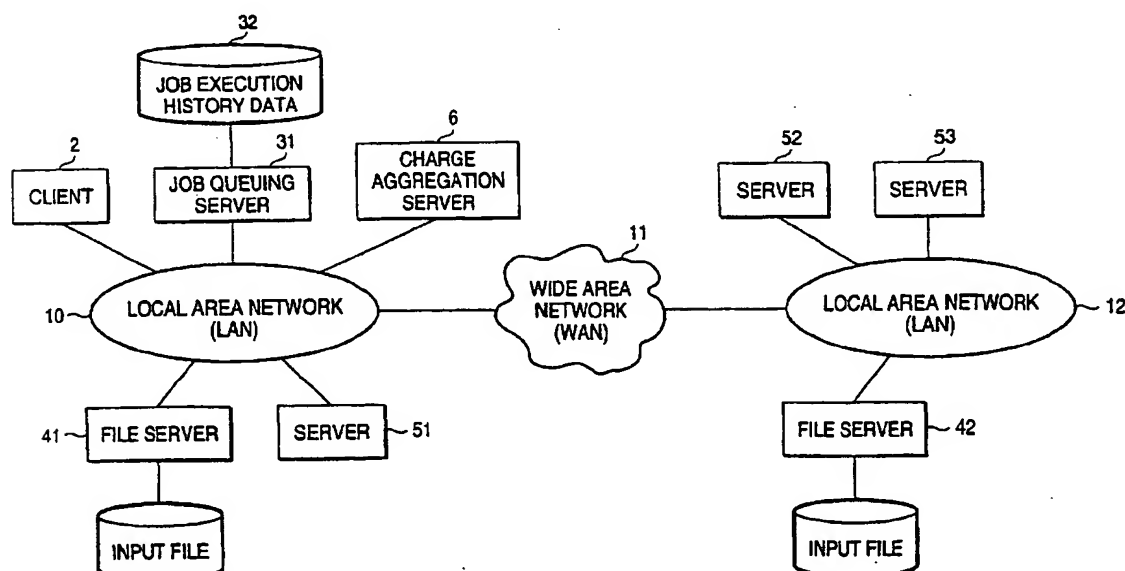 32
JOB EXECUTION
HISTORY DATA
2
CLIENT
31
JOB QUEUING
SERVER
6
CHARGE
AGGREGATION
SERVER
52
SERVER
53
SERVER
10
LOCAL AREA NETWORK
(LAN)
11
WIDE AREA
NETWORK
(WAN)
LOCAL AREA NETWORK
(LAN)
12
41
FILE SERVER
SERVER
51
FILE SERVER
42
INPUT FILE
INPUT FILE